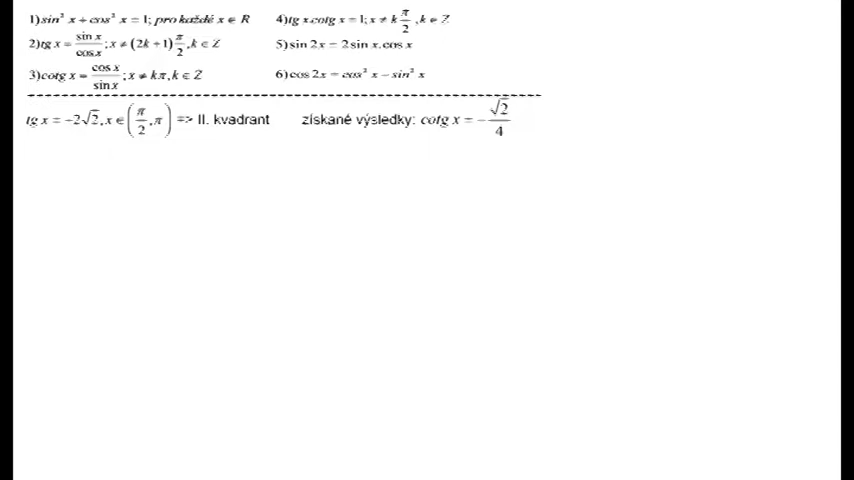 1) sin² x + cos² x = 1; pro každé x ∈ R
4) tg x.cotg x = 1; x ≠ k π/2, k ∈ Z
2) tg x = sin x / cos x; x ≠ (2k + 1) π/2, k ∈ Z
5) sin 2x = 2 sin x. cos x
3) cotg x = cos x / sin x; x ≠ kπ, k ∈ Z
6) cos 2x = cos² x − sin² x
tg x = −2√2, x ∈ (π/2, π) => II. kvadrant
získané výsledky: cotg x = − √2/4